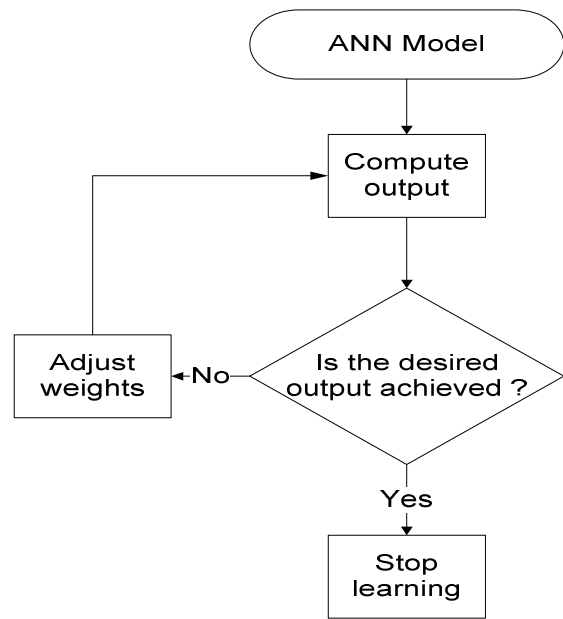 ANN Model
Compute
output
Is the desired
output achieved ?
No
Adjust
weights
Yes
Stop
learning